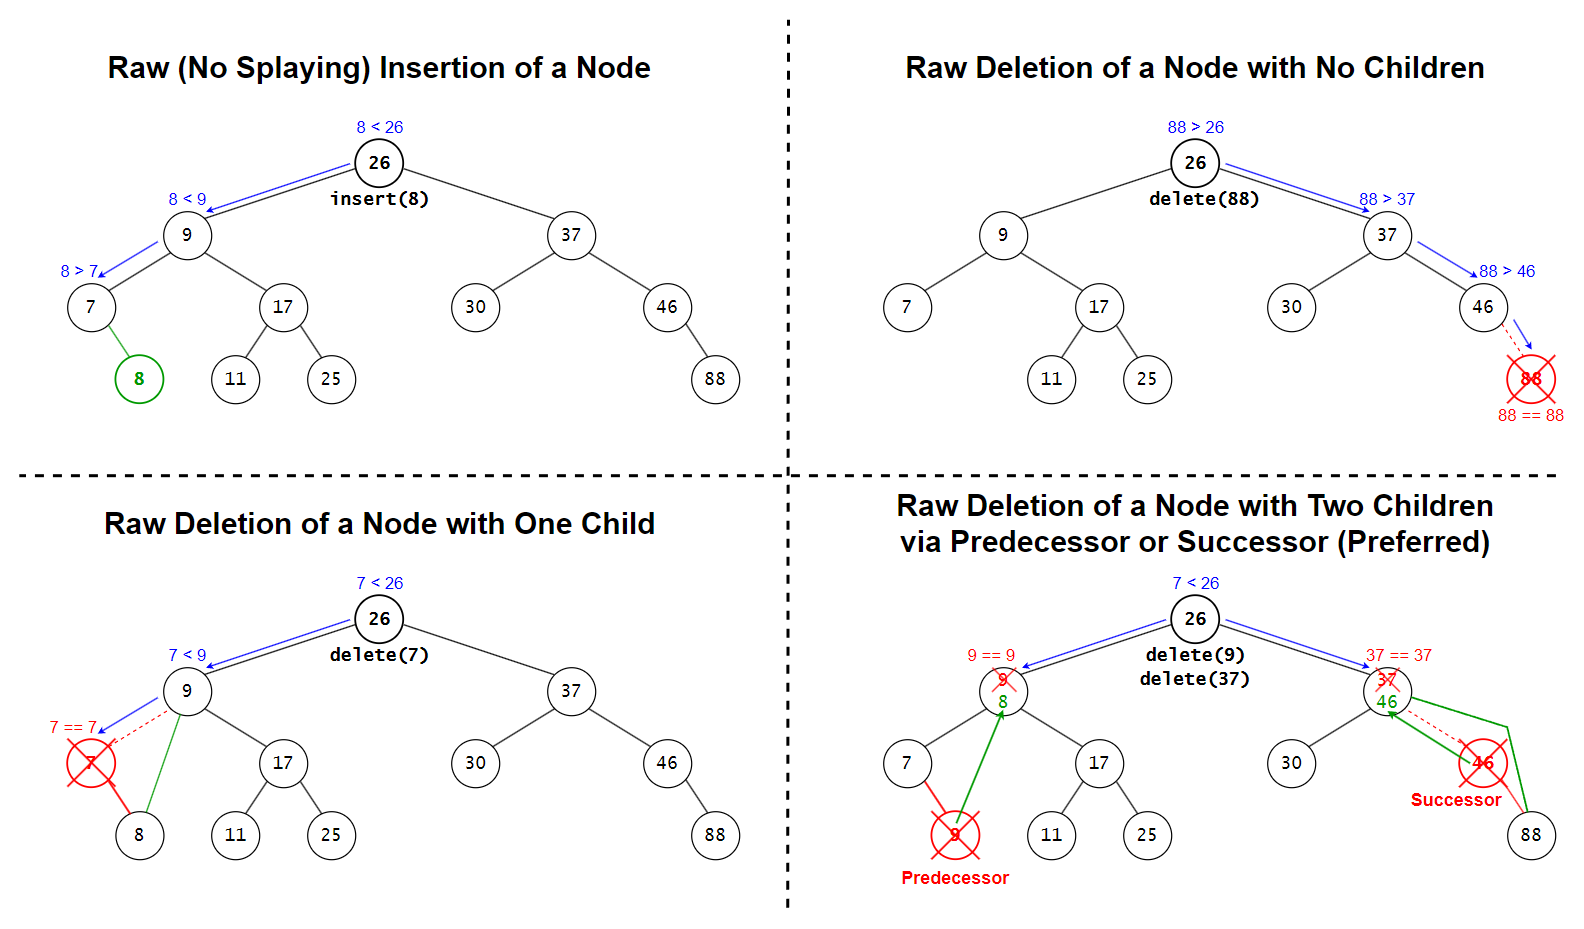 Raw (No Splaying) Insertion of a Node
8 < 26
26
insert(8)
8 < 9
9
37
8 > 7
7
17
30
46
8
11
25
88
Raw Deletion of a Node with No Children
88 > 26
26
delete(88)
88 > 37
9
37
88 > 46
7
17
30
46
11
25
88
88 == 88
Raw Deletion of a Node with One Child
7 < 26
26
delete(7)
7 < 9
9
37
7 == 7
7
17
30
46
8
11
25
88
Raw Deletion of a Node with Two Children
via Predecessor or Successor (Preferred)
7 < 26
26
delete(9)
delete(37)
9 == 9
37 == 37
9
8
37
46
7
17
30
46
Successor
9
11
25
88
Predecessor